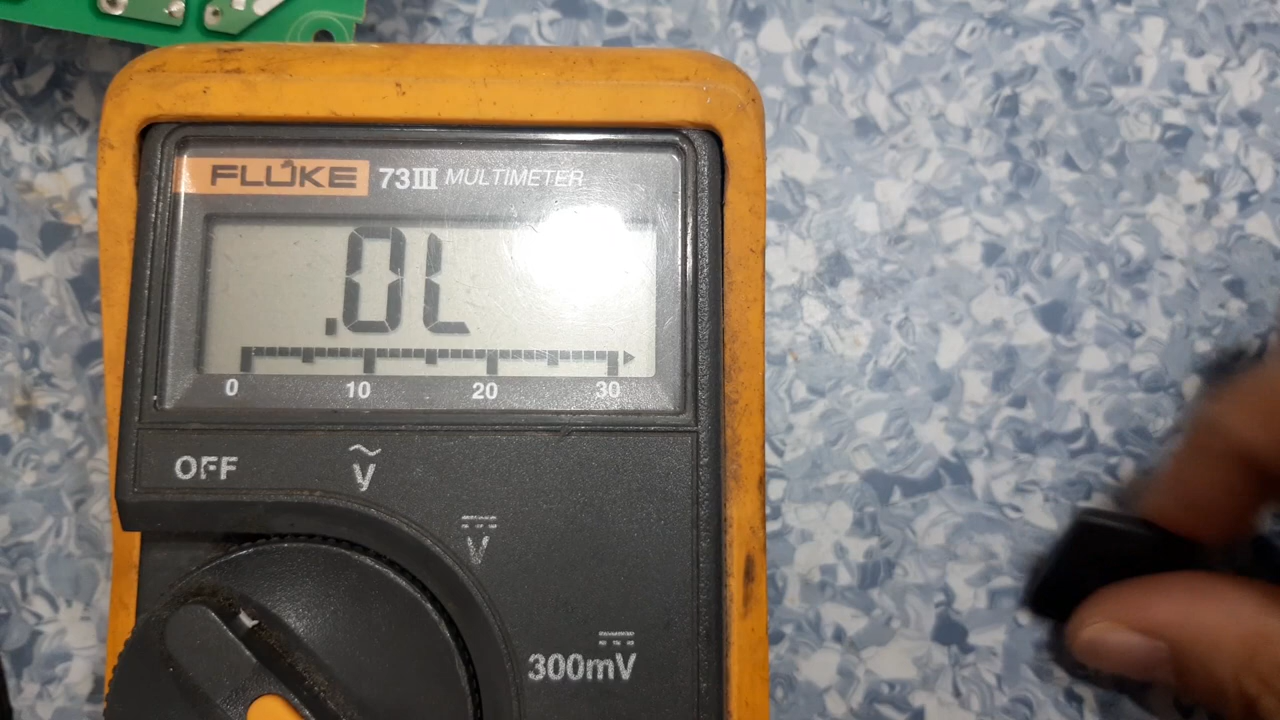 FLUKE 73III MULTIMETER
.0L
0 10 20 30
OFF
V
V
300mV